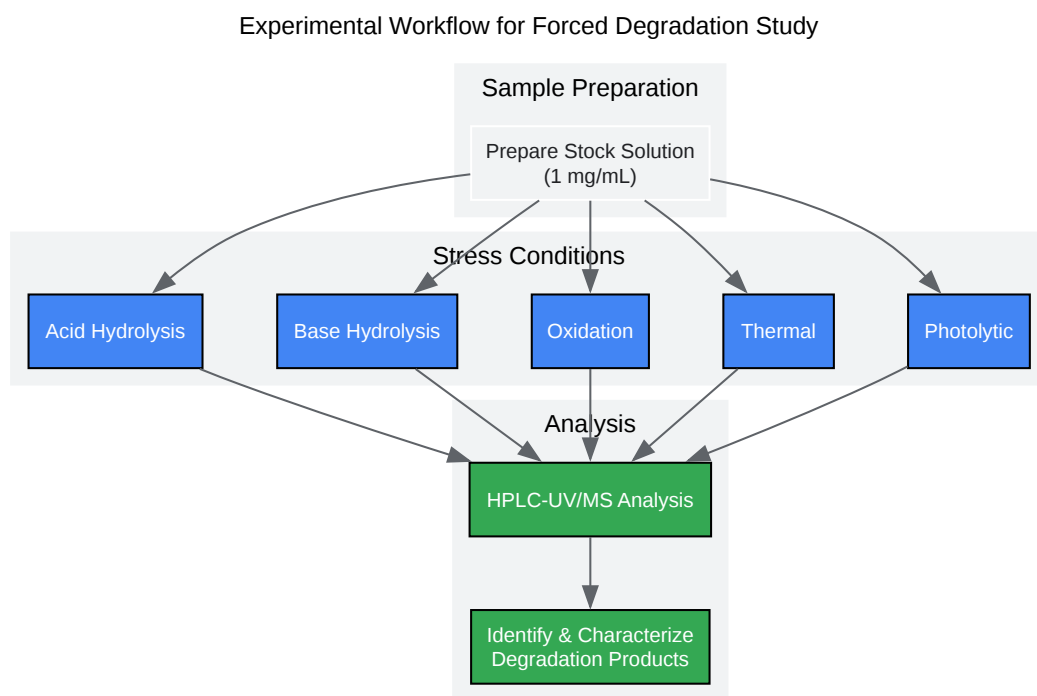 Experimental Workflow for Forced Degradation Study
Sample Preparation
Prepare Stock Solution
(1 mg/mL)
Stress Conditions
Acid Hydrolysis
Base Hydrolysis
Oxidation
Thermal
Photolytic
Analysis
HPLC-UV/MS Analysis
Identify & Characterize
Degradation Products